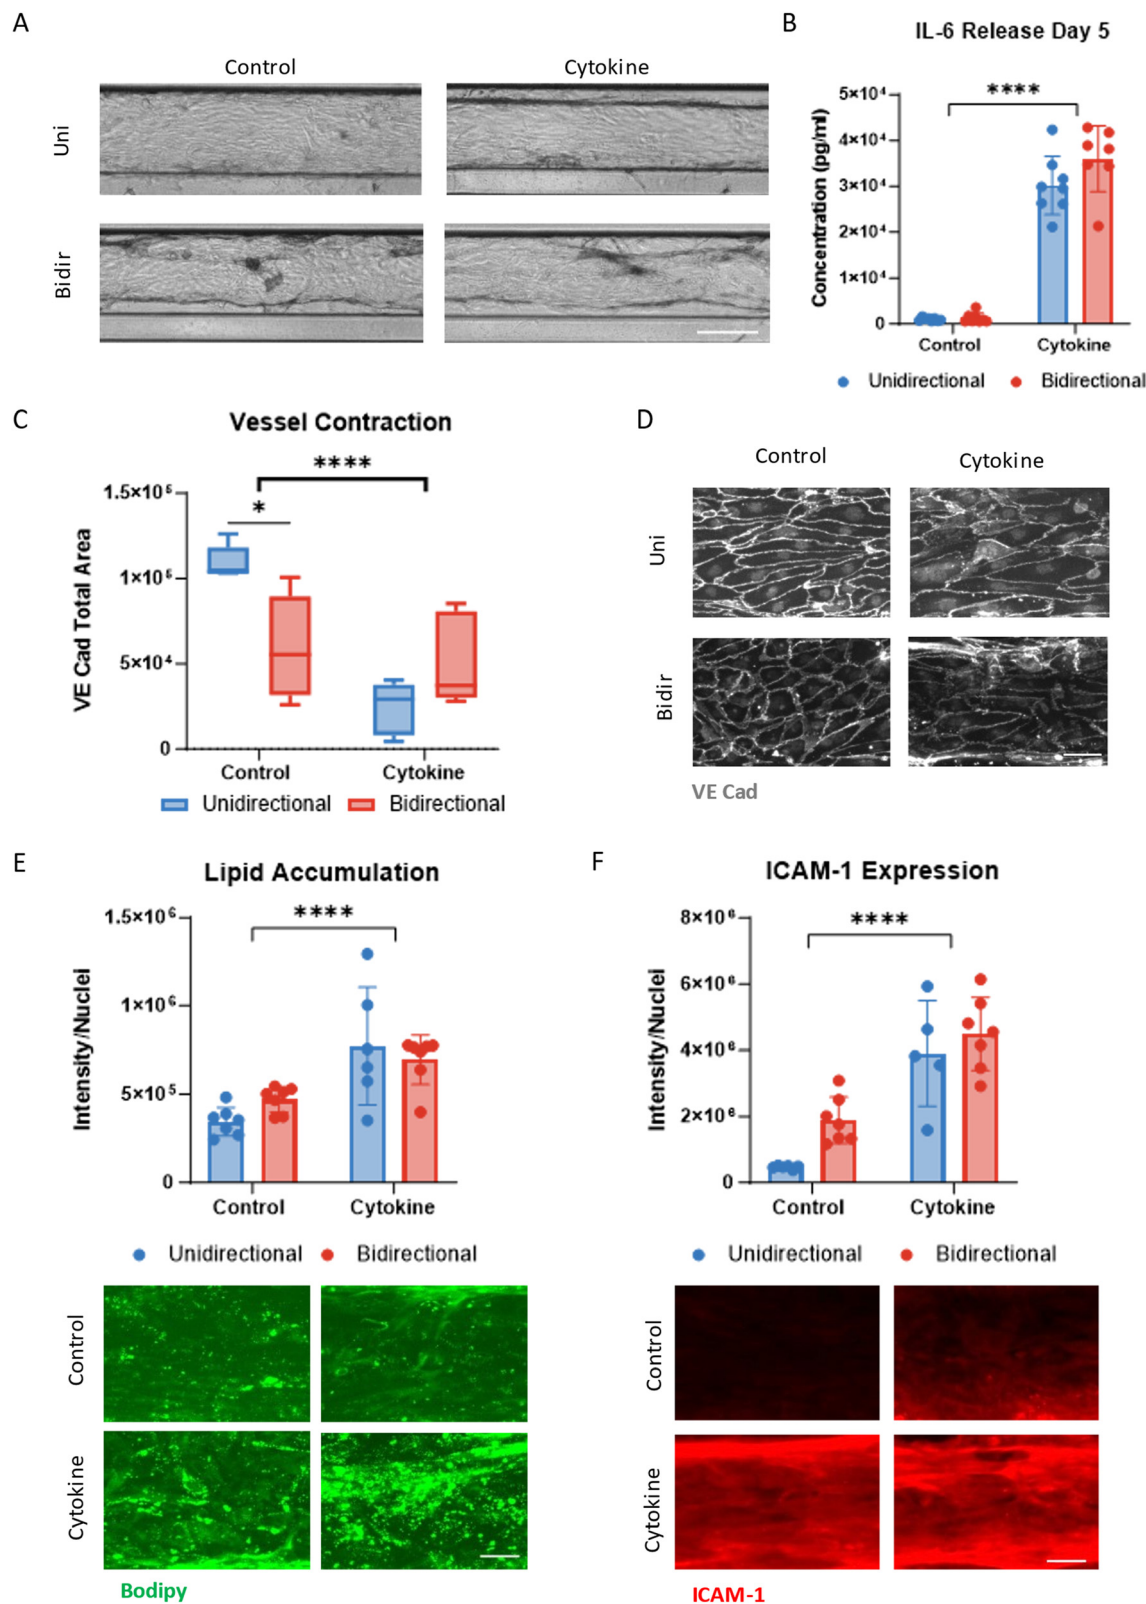 A
Control
Cytokine
Uni
Bidir
B
IL-6 Release Day 5
Concentration (pg/ml)
5×10⁴
4×10⁴
3×10⁴
2×10⁴
1×10⁴
0
****
Control
Cytokine
Unidirectional
Bidirectional
C
Vessel Contraction
VE Cad Total Area
1.5×10⁵
1×10⁵
5×10⁴
0
****
*
Control
Cytokine
Unidirectional
Bidirectional
D
Control
Cytokine
Uni
Bidir
VE Cad
E
Lipid Accumulation
Intensity/Nuclei
1.5×10⁶
1×10⁶
5×10⁵
0
****
Control
Cytokine
Unidirectional
Bidirectional
Control
Cytokine
Bodipy
F
ICAM-1 Expression
Intensity/Nuclei
8×10⁶
6×10⁶
4×10⁶
2×10⁶
0
****
Control
Cytokine
Unidirectional
Bidirectional
Control
Cytokine
ICAM-1